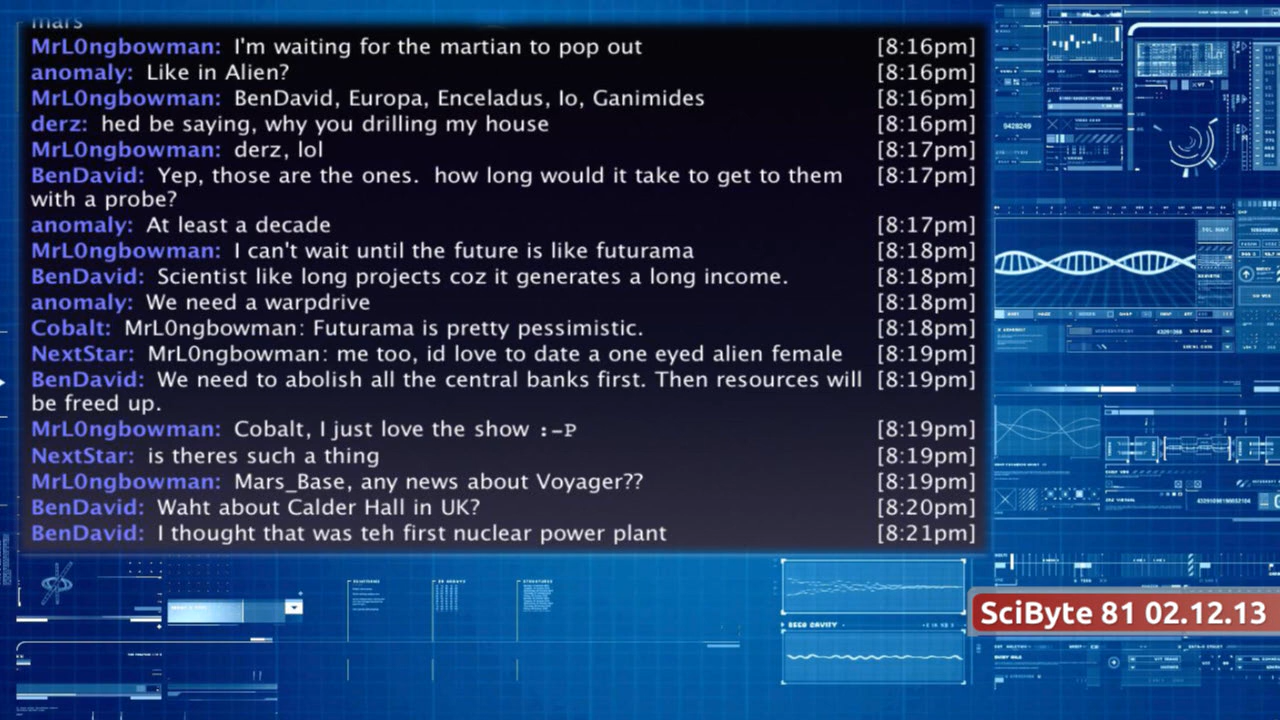 mars
MrL0ngbowman: I'm waiting for the martian to pop out [8:16pm]
anomaly: Like in Alien? [8:16pm]
MrL0ngbowman: BenDavid, Europa, Enceladus, Io, Ganimides [8:16pm]
derz: hed be saying, why you drilling my house [8:16pm]
MrL0ngbowman: derz, lol [8:17pm]
BenDavid: Yep, those are the ones. how long would it take to get to them [8:17pm]
with a probe?
anomaly: At least a decade [8:17pm]
MrL0ngbowman: I can't wait until the future is like futurama [8:18pm]
BenDavid: Scientist like long projects coz it generates a long income. [8:18pm]
anomaly: We need a warpdrive [8:18pm]
Cobalt: MrL0ngbowman: Futurama is pretty pessimistic. [8:18pm]
NextStar: MrL0ngbowman: me too, id love to date a one eyed alien female [8:19pm]
BenDavid: We need to abolish all the central banks first. Then resources will [8:19pm]
be freed up.
MrL0ngbowman: Cobalt, I just love the show :-P [8:19pm]
NextStar: is theres such a thing [8:19pm]
MrL0ngbowman: Mars_Base, any news about Voyager?? [8:19pm]
BenDavid: Waht about Calder Hall in UK? [8:20pm]
BenDavid: I thought that was teh first nuclear power plant [8:21pm]
9428249
SciByte 81 02.12.13